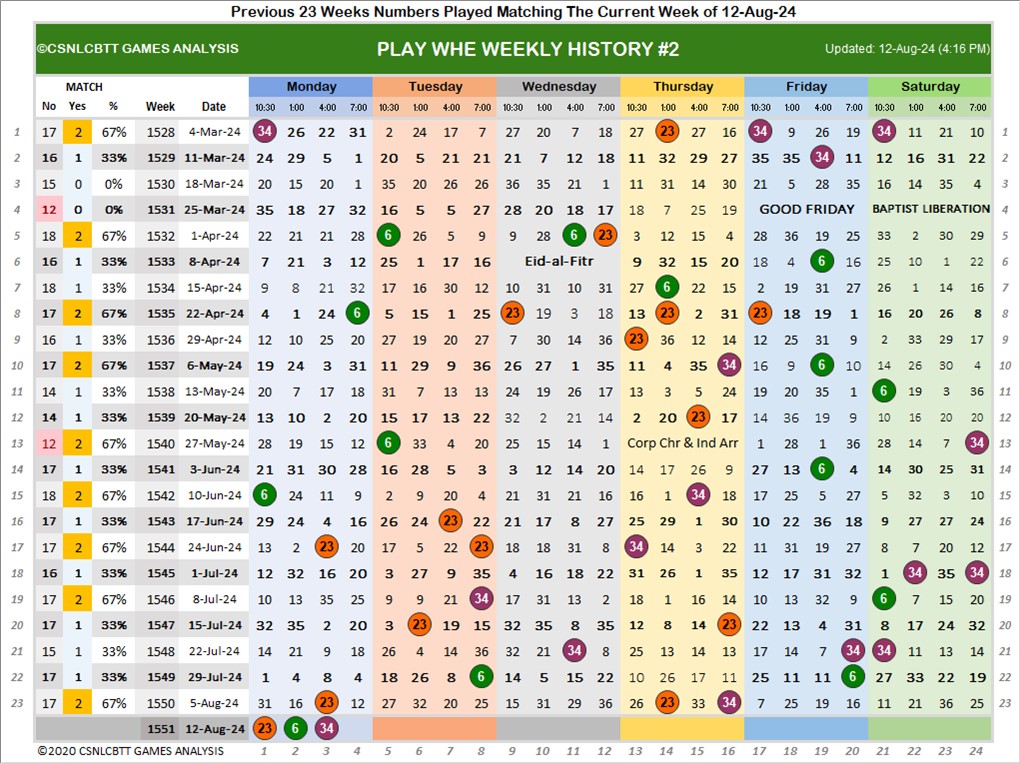 Previous 23 Weeks Numbers Played Matching The Current Week of 12-Aug-24
©CSNLCBTT GAMES ANALYSIS PLAY WHE WEEKLY HISTORY #2 Updated: 12-Aug-24 (4:16 PM)
MATCH Monday Tuesday Wednesday Thursday Friday Saturday
No Yes % Week Date 10:30 1:00 4:00 7:00 10:30 1:00 4:00 7:00 10:30 1:00 4:00 7:00 10:30 1:00 4:00 7:00 10:30 1:00 4:00 7:00 10:30 1:00 4:00 7:00
1 17 2 67% 1528 4-Mar-24 34 26 22 31 2 24 17 7 27 20 7 18 27 23 27 16 34 9 26 19 34 11 21 10 1
2 16 1 33% 1529 11-Mar-24 24 29 5 1 20 5 21 21 21 7 12 18 11 32 29 27 35 35 34 11 12 16 31 22 2
3 15 0 0% 1530 18-Mar-24 20 15 20 1 35 20 26 26 36 35 21 1 11 31 14 30 21 5 28 35 16 14 35 4 3
4 12 0 0% 1531 25-Mar-24 35 18 27 32 16 5 5 27 28 20 18 17 18 7 25 19 GOOD FRIDAY BAPTIST LIBERATION 4
5 18 2 67% 1532 1-Apr-24 22 21 21 28 6 26 5 9 9 28 6 23 3 12 15 4 28 36 19 25 33 2 30 29 5
6 16 1 33% 1533 8-Apr-24 7 21 3 12 25 1 17 16 Eid-al-Fitr 9 32 15 20 18 4 6 16 25 10 1 22 6
7 18 1 33% 1534 15-Apr-24 9 8 21 32 17 16 30 12 10 31 10 31 27 6 22 15 2 19 31 27 26 1 14 16 7
8 17 2 67% 1535 22-Apr-24 4 1 24 6 5 15 1 25 23 19 3 18 13 23 2 31 23 18 19 1 16 20 26 8 8
9 16 1 33% 1536 29-Apr-24 12 10 25 20 27 19 20 27 7 30 14 36 23 36 12 14 12 25 31 9 2 33 29 17 9
10 17 2 67% 1537 6-May-24 19 24 3 31 11 29 9 36 26 27 1 35 11 4 35 34 16 9 6 10 14 26 30 4 10
11 14 1 33% 1538 13-May-24 20 7 17 18 31 7 13 13 24 19 26 17 13 3 5 24 19 20 35 1 6 19 3 36 11
12 14 1 33% 1539 20-May-24 13 10 2 20 15 17 13 22 32 2 21 14 2 20 23 17 14 36 19 9 10 16 20 20 12
13 12 2 67% 1540 27-May-24 28 19 15 12 6 33 4 20 25 15 14 1 Corp Chr & Ind Arr 1 28 1 36 28 14 7 34 13
14 17 1 33% 1541 3-Jun-24 21 31 30 28 16 28 5 3 3 12 14 20 14 17 26 9 27 13 6 4 14 30 25 31 14
15 18 2 67% 1542 10-Jun-24 6 24 11 9 2 9 20 4 21 31 21 16 16 1 34 18 17 25 5 27 5 32 3 10 15
16 17 1 33% 1543 17-Jun-24 29 24 4 16 26 24 23 22 21 17 8 27 25 29 1 30 10 22 36 18 9 27 27 24 16
17 17 2 67% 1544 24-Jun-24 13 2 23 20 17 5 22 23 18 18 31 8 34 14 3 22 11 31 19 27 8 7 20 12 17
18 16 1 33% 1545 1-Jul-24 12 32 16 20 3 27 9 35 4 16 18 22 31 26 1 35 12 17 31 32 1 34 35 34 18
19 17 2 67% 1546 8-Jul-24 10 13 35 25 9 9 21 34 17 31 13 2 18 1 16 14 10 13 32 9 6 7 15 20 19
20 17 1 33% 1547 15-Jul-24 32 35 2 20 3 23 19 15 32 35 8 35 12 8 14 23 22 13 4 31 8 17 24 32 20
21 15 1 33% 1548 22-Jul-24 14 21 9 18 26 4 14 36 32 21 34 8 25 13 14 13 17 14 7 34 34 11 13 14 21
22 17 1 33% 1549 29-Jul-24 1 4 8 4 18 26 8 6 14 5 15 22 10 26 17 11 25 11 11 6 27 33 22 19 22
23 17 2 67% 1550 5-Aug-24 31 16 23 12 27 32 20 25 15 31 29 36 26 23 33 34 7 25 19 16 11 21 36 25 23
1551 12-Aug-24 23 6 34
©2020 CSNLCBTT GAMES ANALYSIS 1 2 3 4 5 6 7 8 9 10 11 12 13 14 15 16 17 18 19 20 21 22 23 24